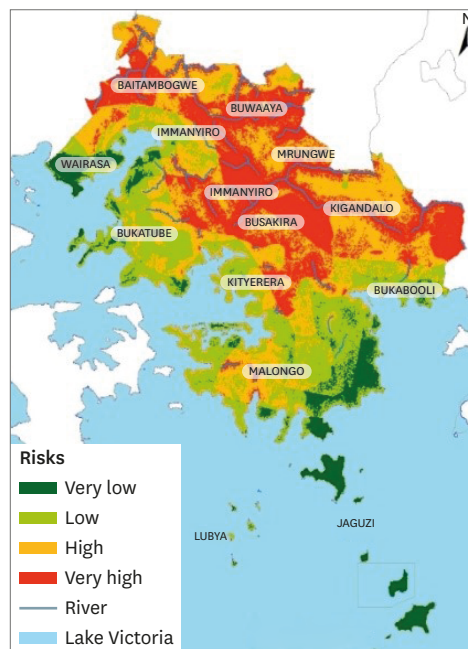 N
BAITAMBOGWE
BUWAAYA
IMMANYIRO
MRUNGWE
WAIRASA
IMMANYIRO
KIGANDALO
BUSAKIRA
BUKATUBE
KITYERERA
BUKABOOLI
MALONGO
Risks
Very low
Low
High
Very high
River
Lake Victoria
LUBYA
JAGUZI